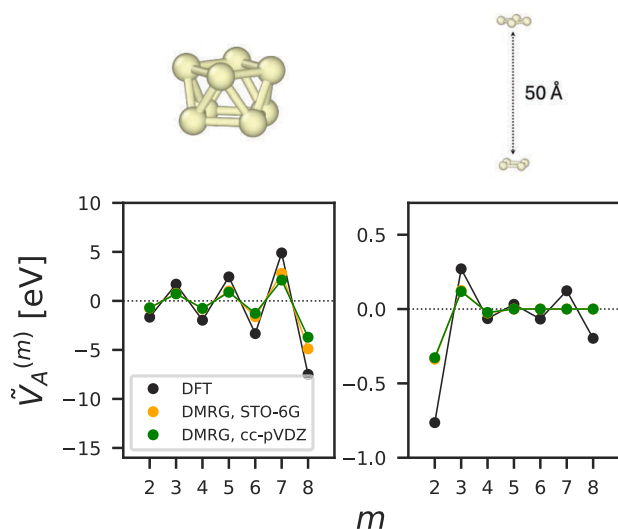 50 Å
10
5
0
−5
−10
−15
ṼA(m) [eV]
DFT
DMRG, STO-6G
DMRG, cc-pVDZ
2 3 4 5 6 7 8
0.5
0.0
−0.5
−1.0
2 3 4 5 6 7 8
m